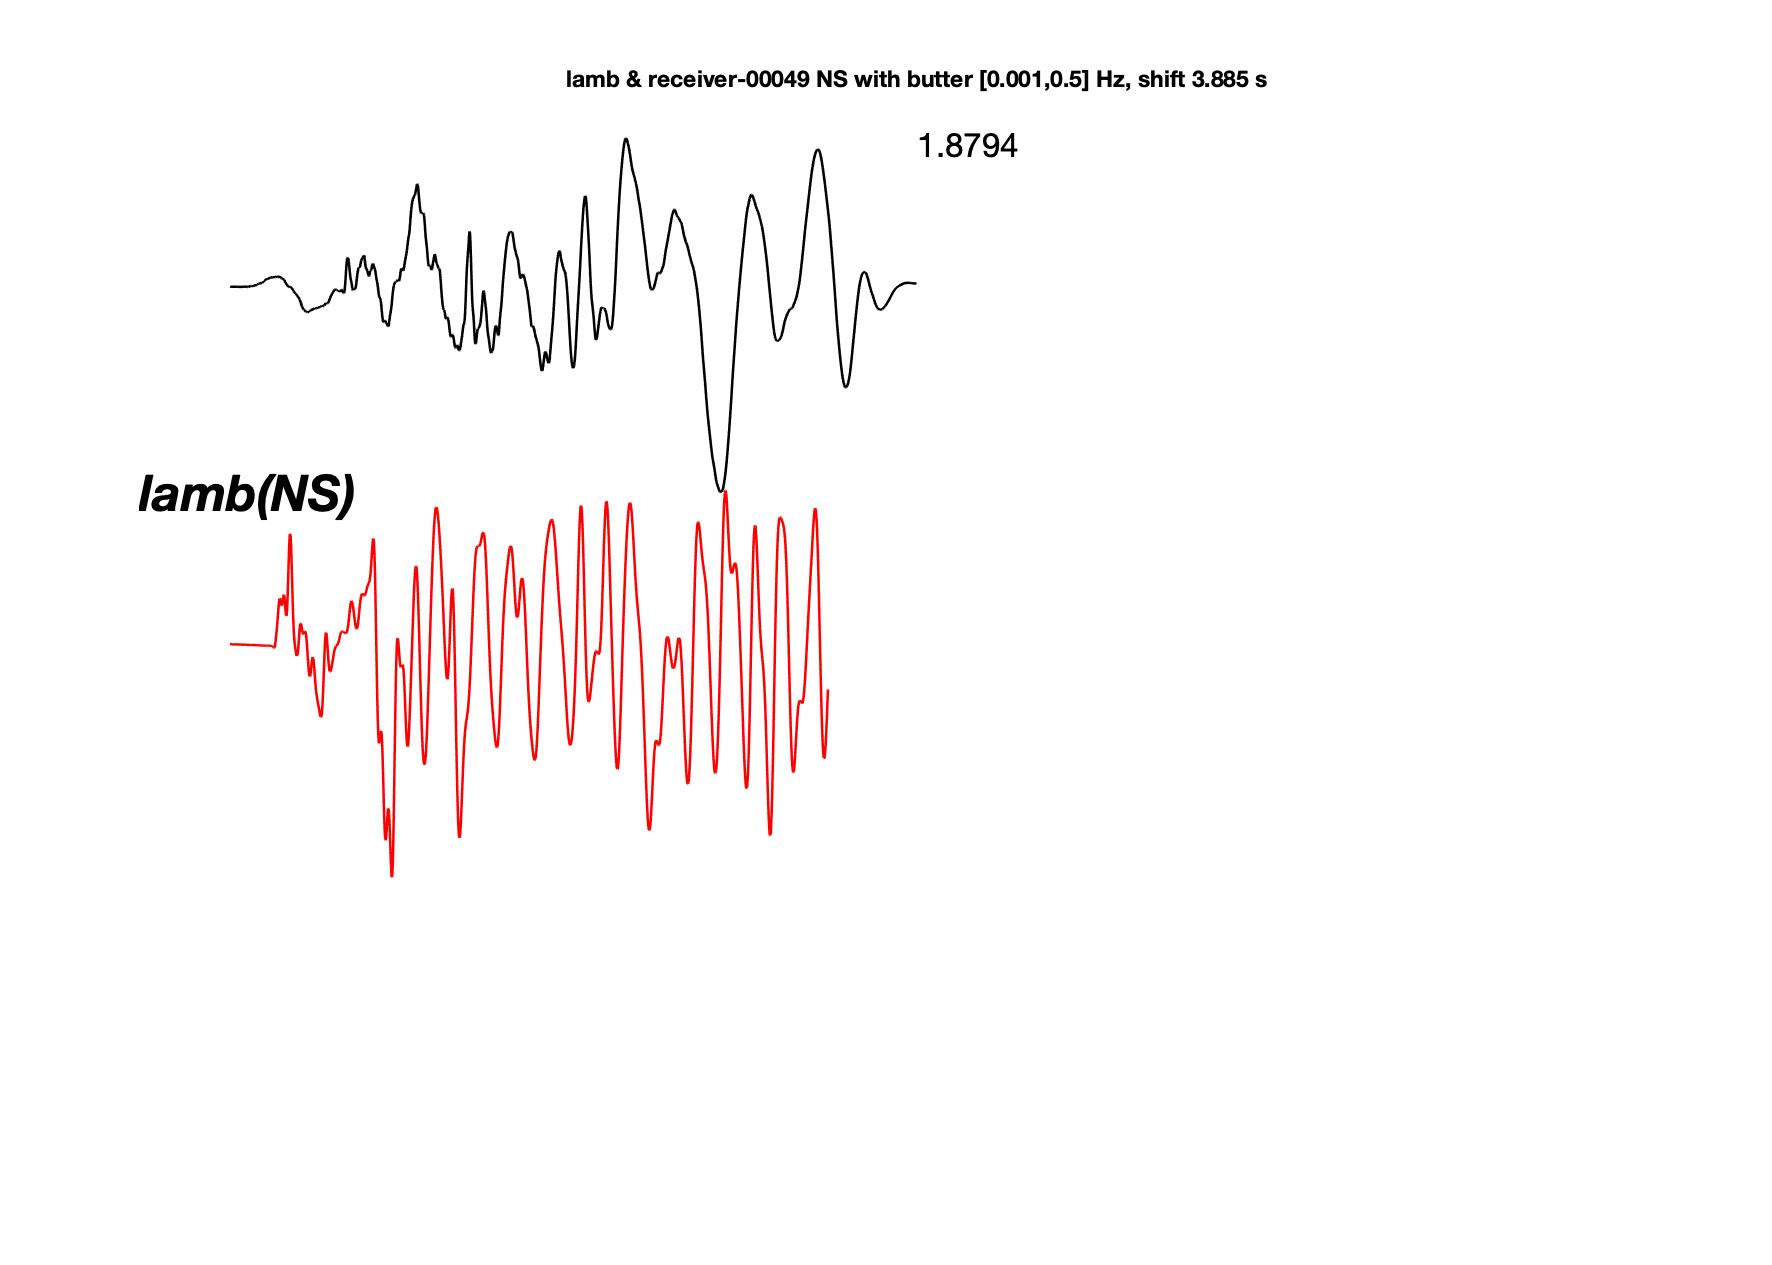 lamb & receiver-00049 NS with butter [0.001,0.5] Hz, shift 3.885 s
1.8794
lamb(NS)